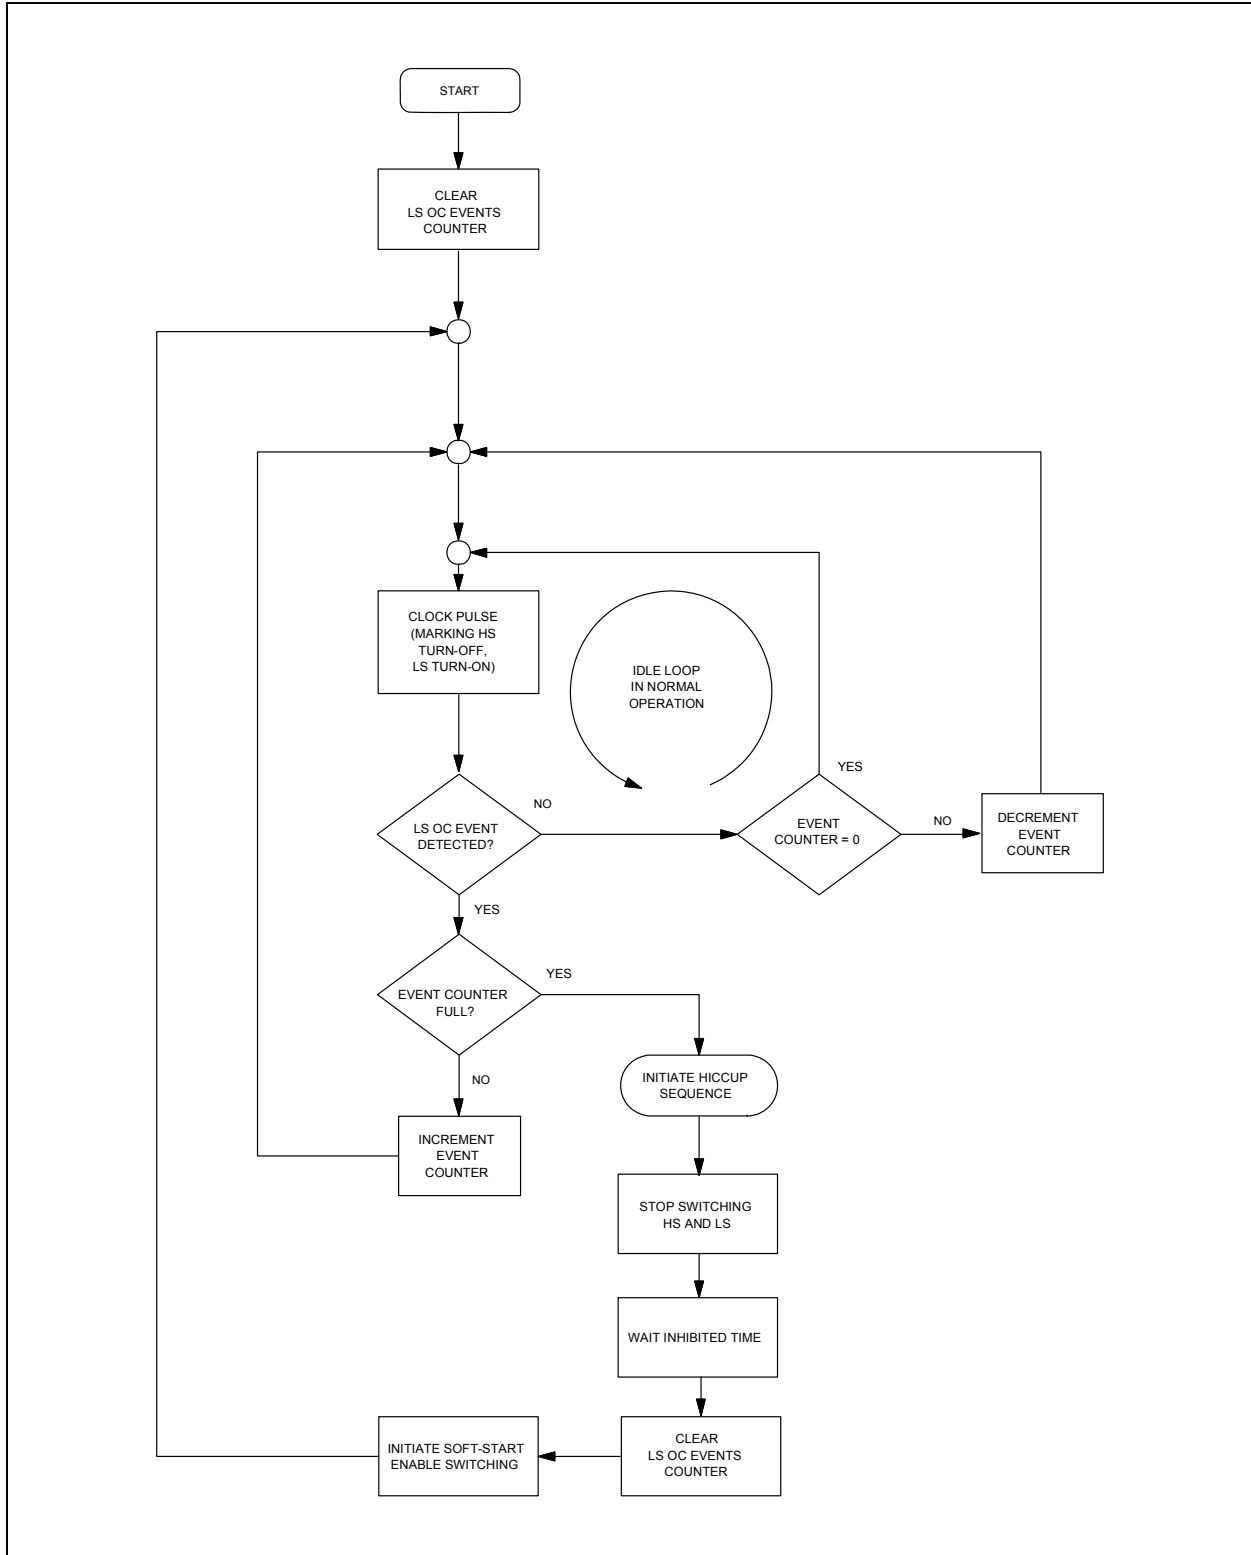 START
CLEAR
LS OC EVENTS
COUNTER
CLOCK PULSE
(MARKING HS
TURN-OFF,
LS TURN-ON)
IDLE LOOP
IN NORMAL
OPERATION
LS OC EVENT
DETECTED?
NO
EVENT
COUNTER = 0
YES
NO
DECREMENT
EVENT
COUNTER
YES
EVENT COUNTER
FULL?
YES
NO
INCREMENT
EVENT
COUNTER
INITIATE HICCUP
SEQUENCE
STOP SWITCHING
HS AND LS
WAIT INHIBITED TIME
CLEAR
LS OC EVENTS
COUNTER
INITIATE SOFT-START
ENABLE SWITCHING